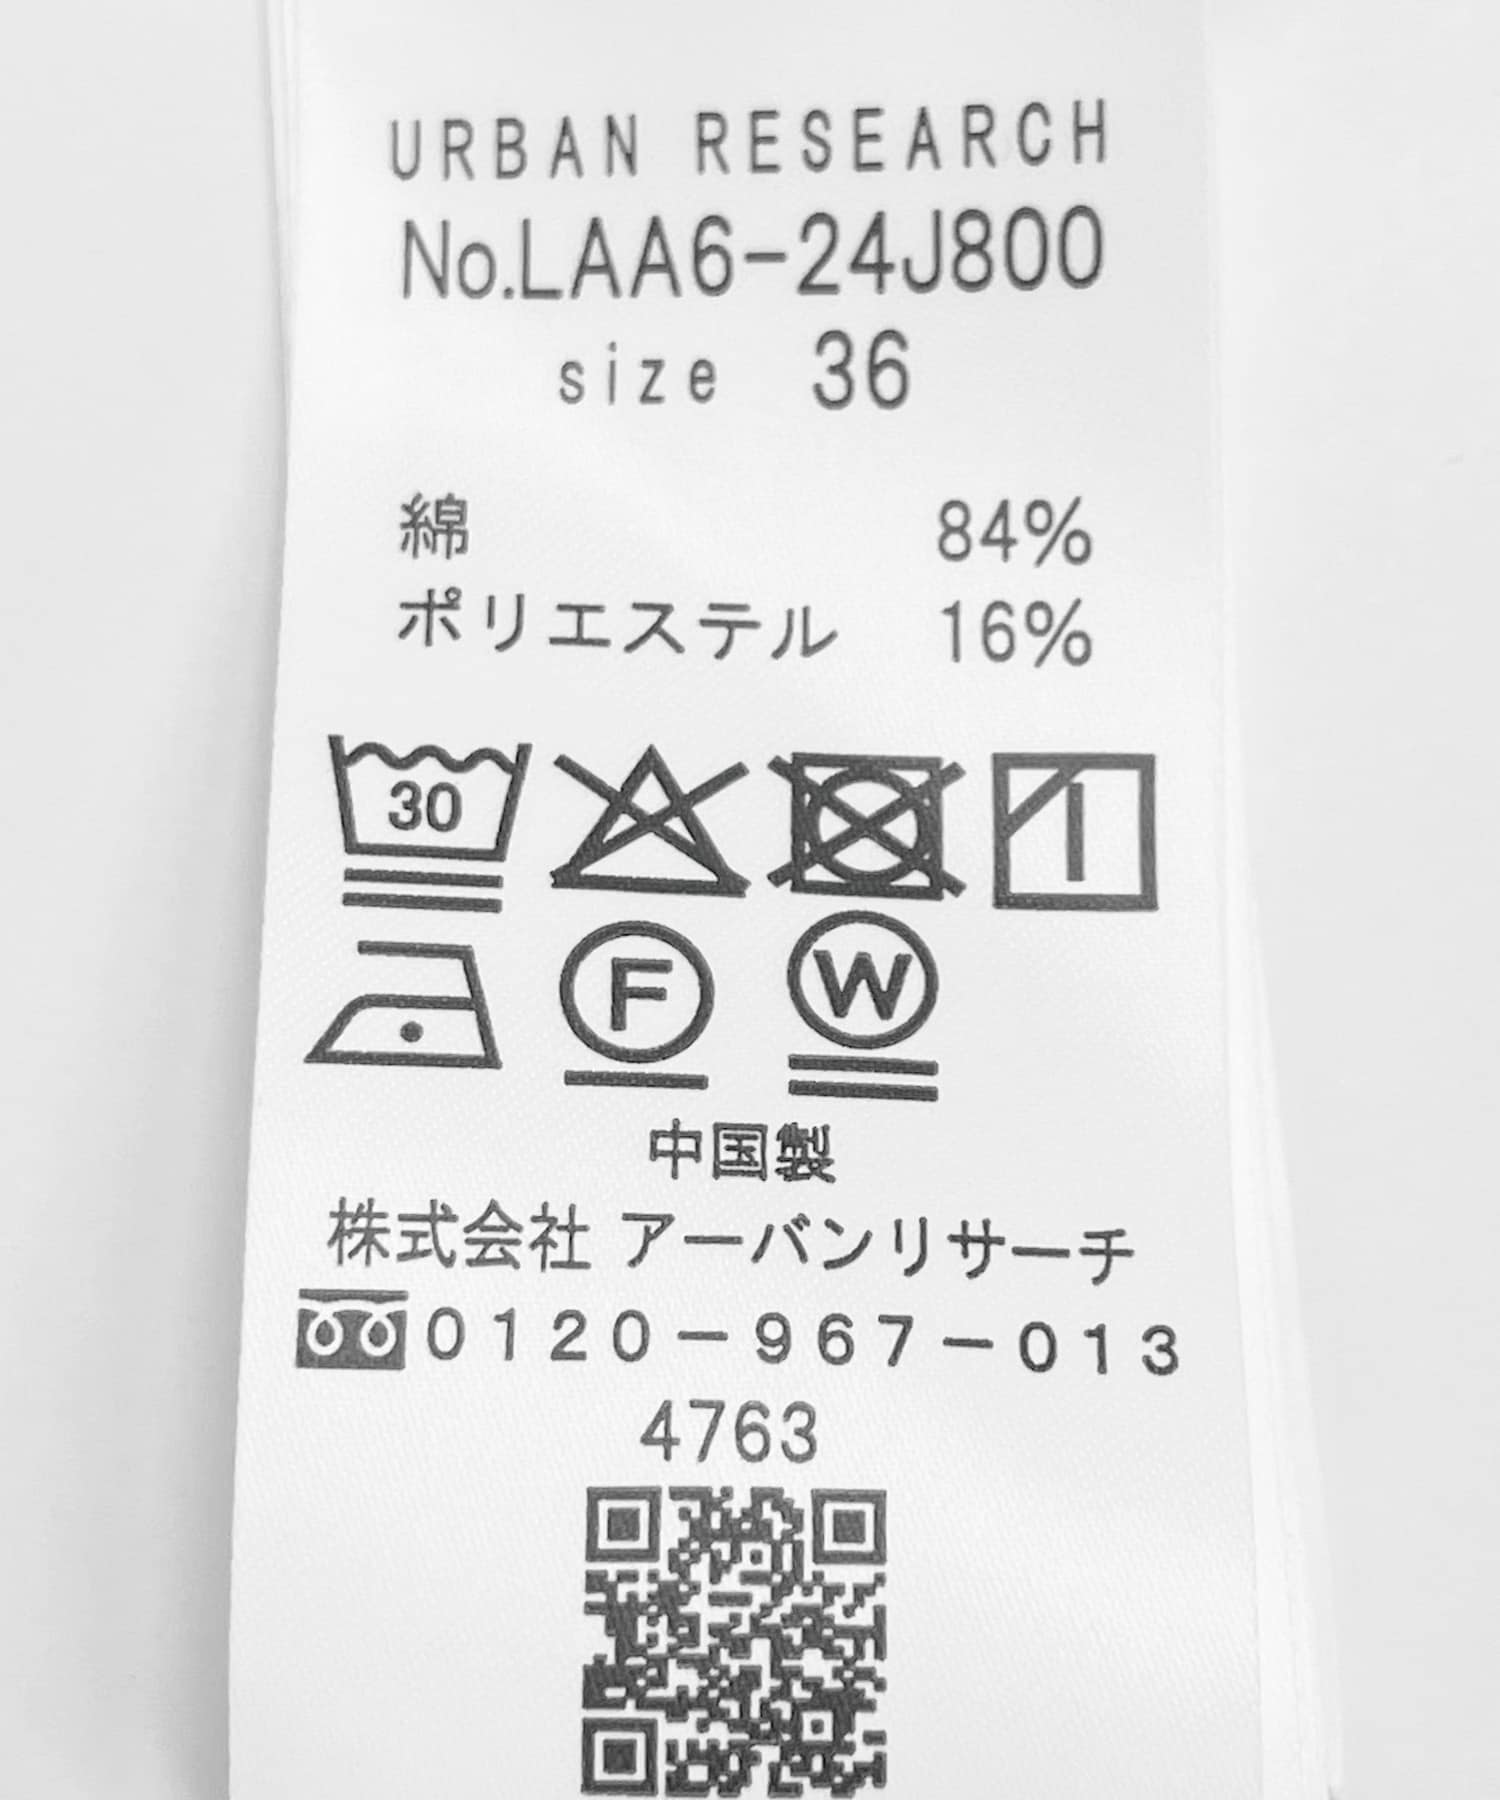 URBAN RESEARCH
No.LAA6-24J800
size 36
綿 84%
ポリエステル 16%
30
F W
中国製
株式会社 アーバンリサーチ
0120-967-013
4763